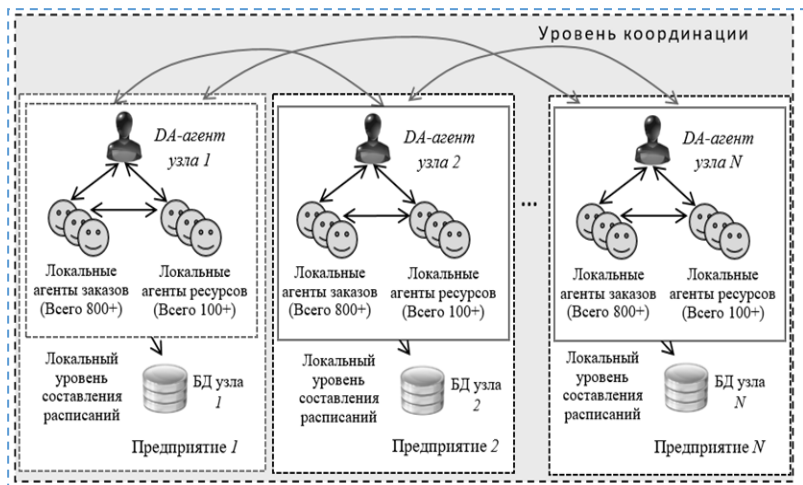 Уровень координации
DA-агент
узла 1
Локальные
агенты заказов
(Всего 800+)
Локальные
агенты ресурсов
(Всего 100+)
Локальный
уровень
составления
расписаний
БД узла
1
Предприятие 1
DA-агент
узла 2
Локальные
агенты заказов
(Всего 800+)
Локальные
агенты ресурсов
(Всего 100+)
Локальный
уровень
составления
расписаний
БД узла
2
Предприятие 2
...
DA-агент
узла N
Локальные
агенты заказов
(Всего 800+)
Локальные
агенты ресурсов
(Всего 100+)
Локальный
уровень
составления
расписаний
БД узла
N
Предприятие N